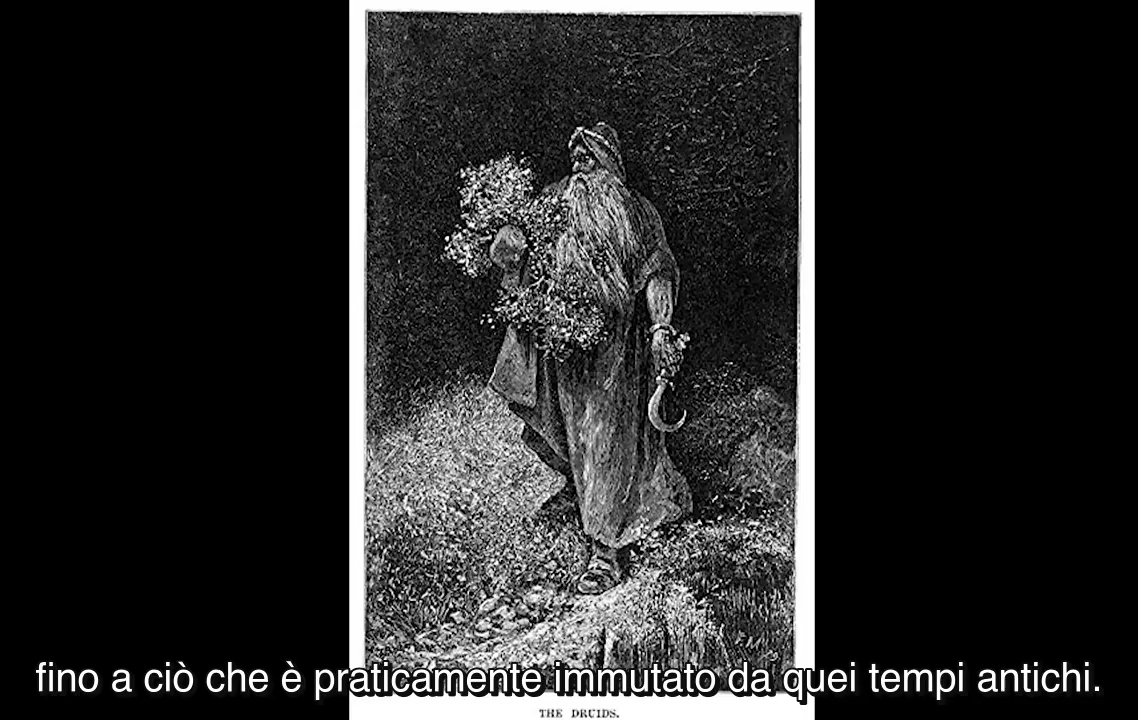 fino a ciò che è praticamente immutato da quei tempi antichi.
THE DRUIDS.